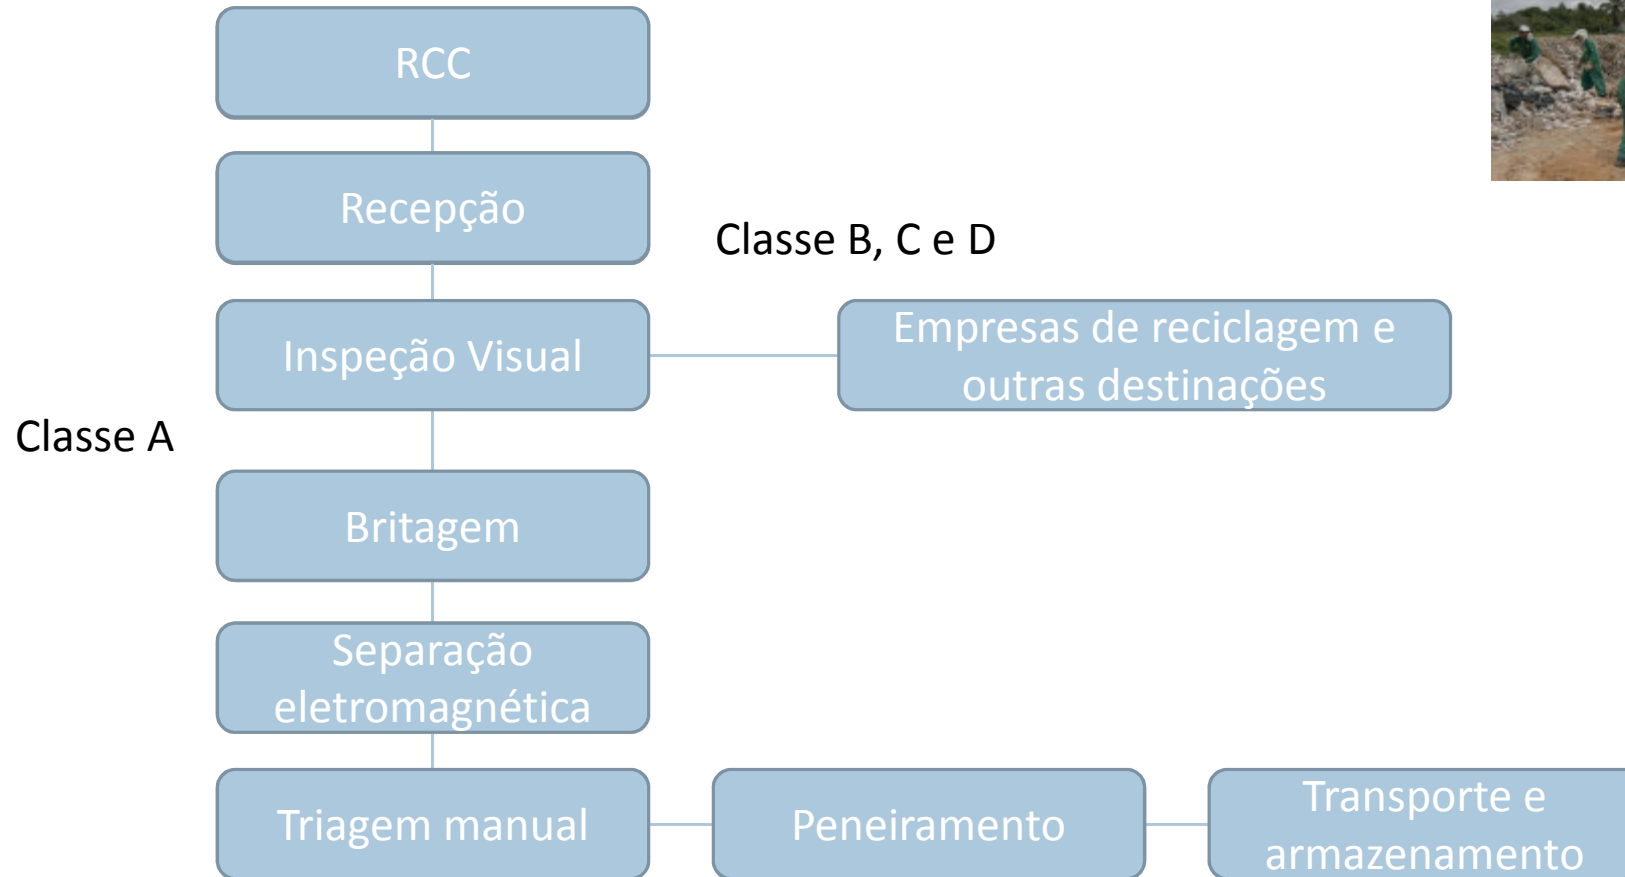 RCC
Recepção
Classe B, C e D
Inspeção Visual
Empresas de reciclagem e
outras destinações
Classe A
Britagem
Separação
eletromagnética
Triagem manual
Peneiramento
Transporte e
armazenamento